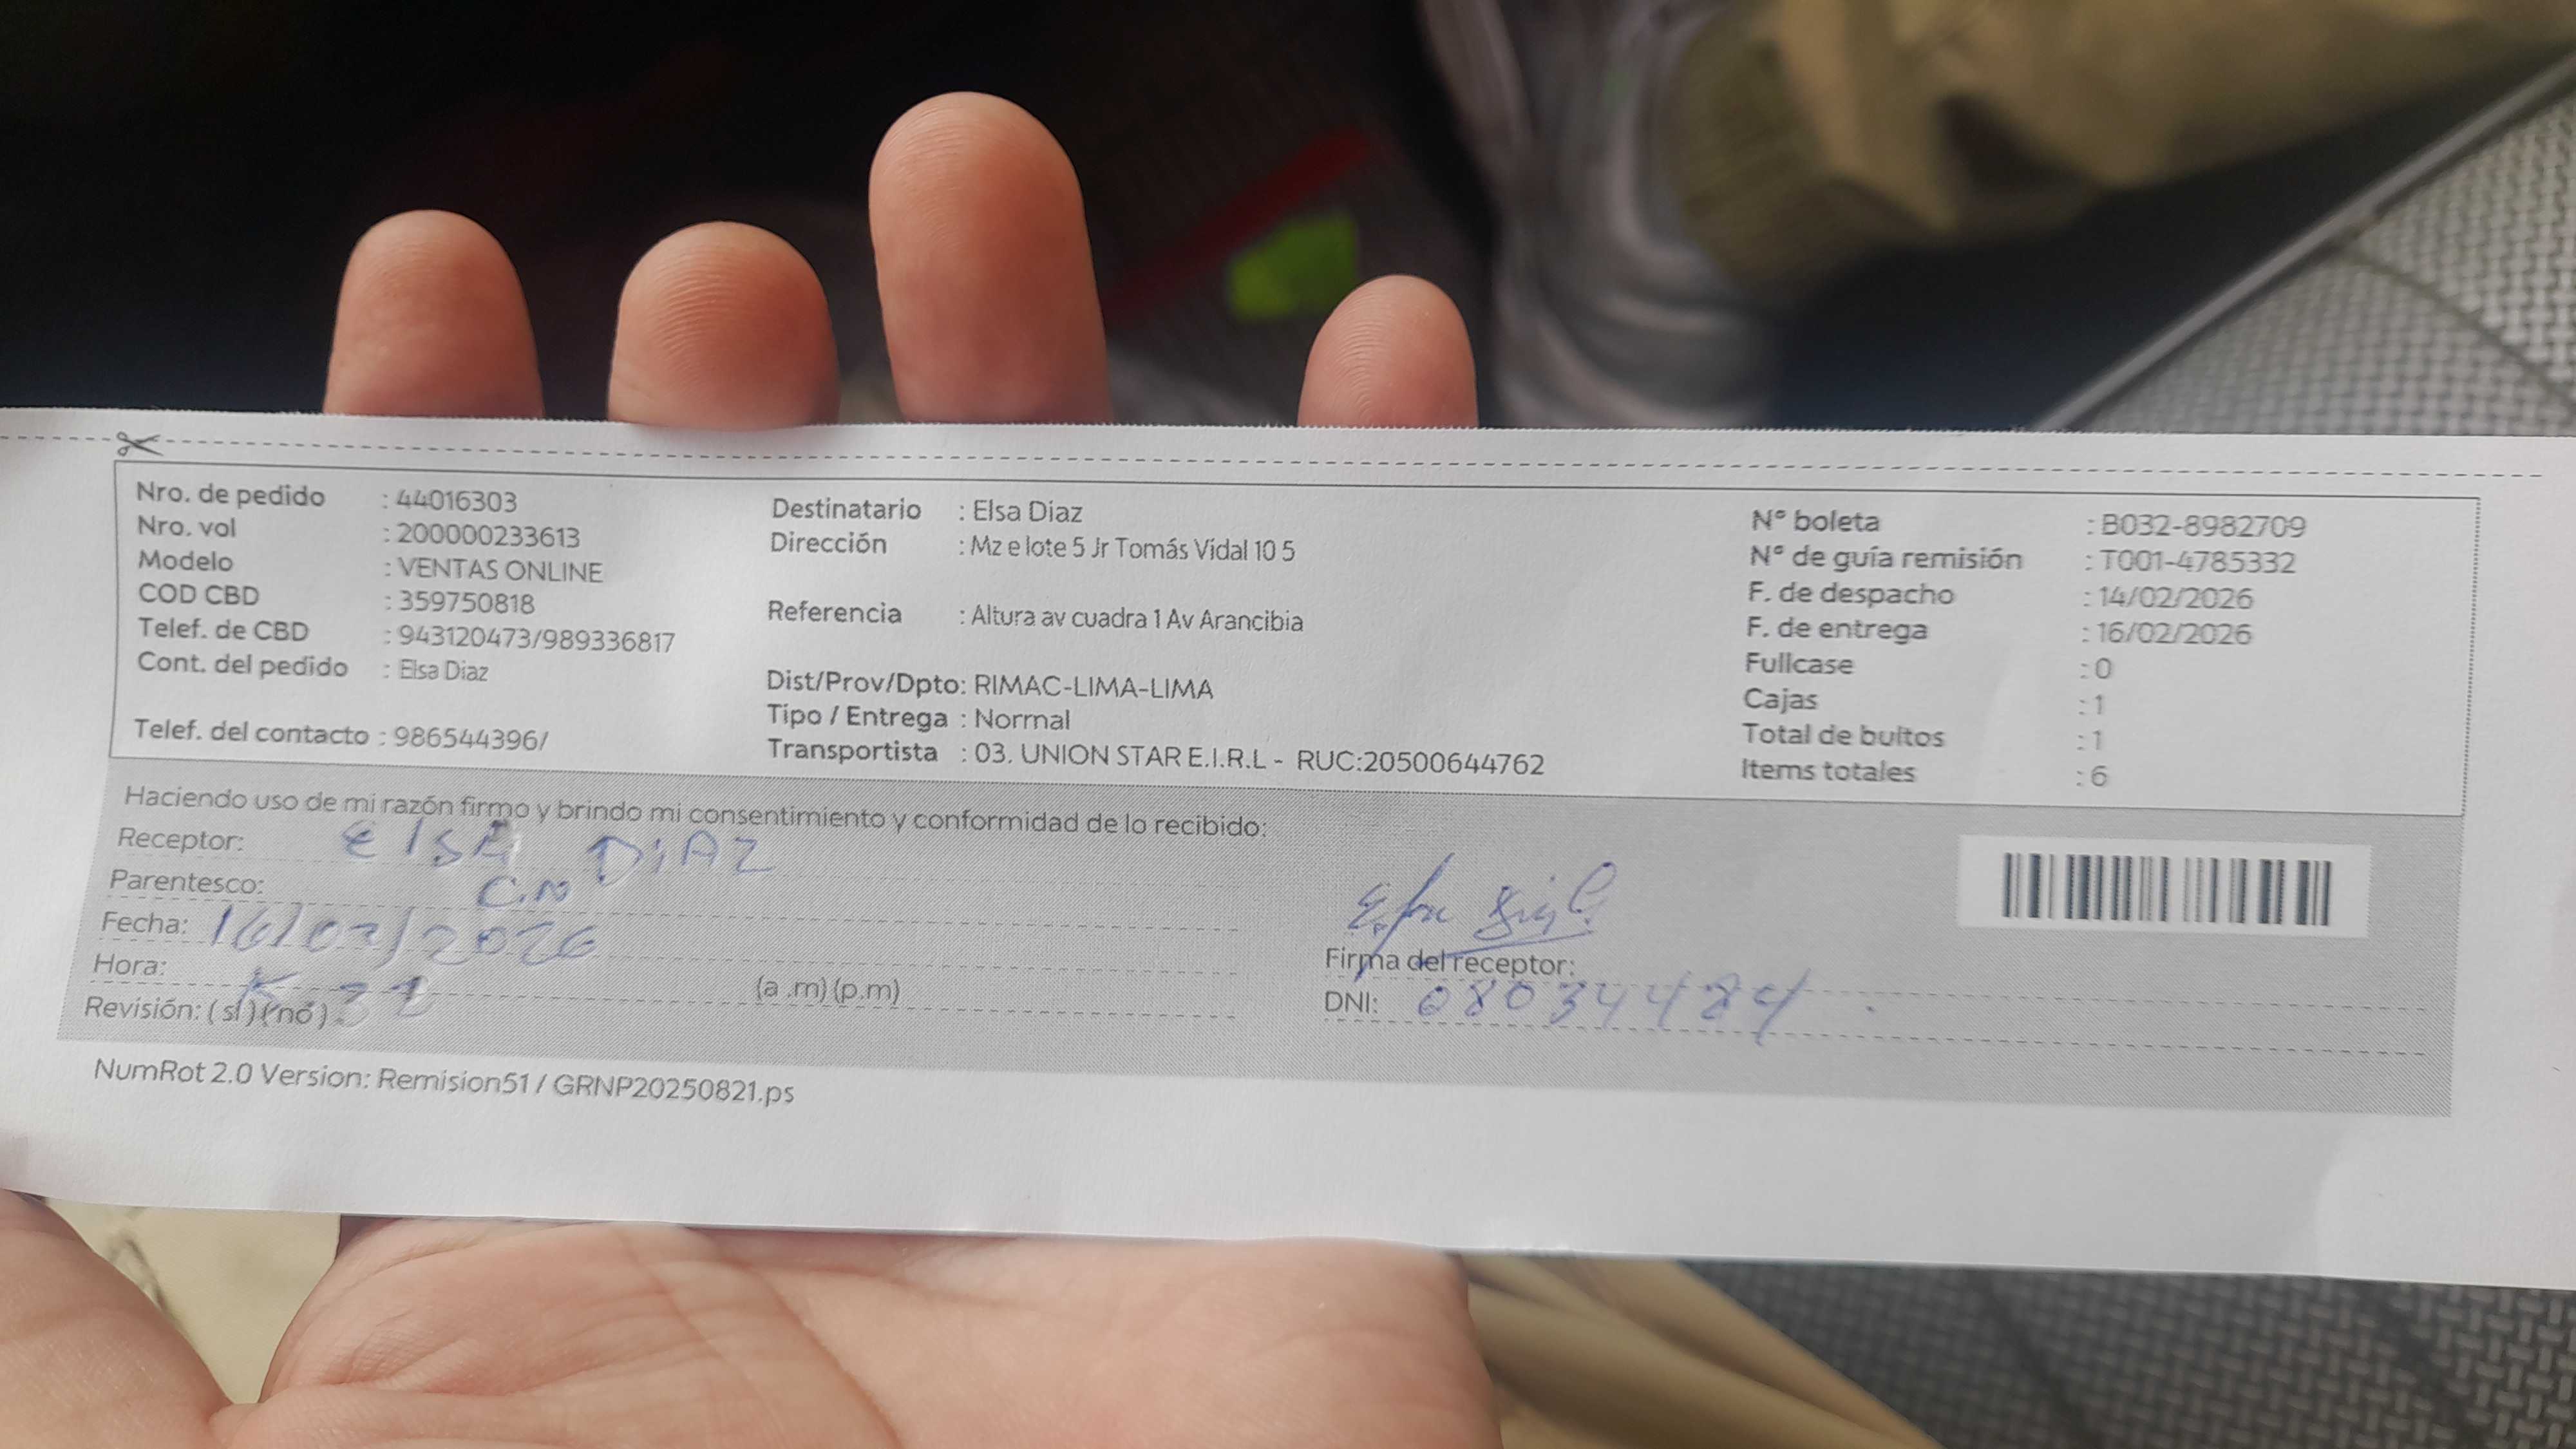 Nro. de pedido : 44016303
Nro. vol : 200000233613
Modelo : VENTAS ONLINE
COD CBD : 359750818
Telef. de CBD : 943120473/989336817
Cont. del pedido : Elsa Diaz
Telef. del contacto : 986544396/
Destinatario : Elsa Diaz
Dirección : Mz e lote 5 Jr Tomás Vidal 10 5
Referencia : Altura av cuadra 1 Av Arancibia
Dist/Prov/Dpto: RIMAC-LIMA-LIMA
Tipo / Entrega : Normal
Transportista : 03. UNION STAR E.I.R.L - RUC:20500644762
N° boleta : B032-8982709
N° de guía remisión : T001-4785332
F. de despacho : 14/02/2026
F. de entrega : 16/02/2026
Fullcase : 0
Cajas : 1
Total de bultos : 1
Items totales : 6
Haciendo uso de mi razón firmo y brindo mi consentimiento y conformidad de lo recibido:
Receptor: ElsA DiAZ
Parentesco: C.N
Fecha: 16/02/2026
Hora: (a .m) (p.m)
Revisión: ( sí ) ( no )
Firma del receptor:
DNI: 08034484
NumRot 2.0 Version: Remision51 / GRNP20250821.ps